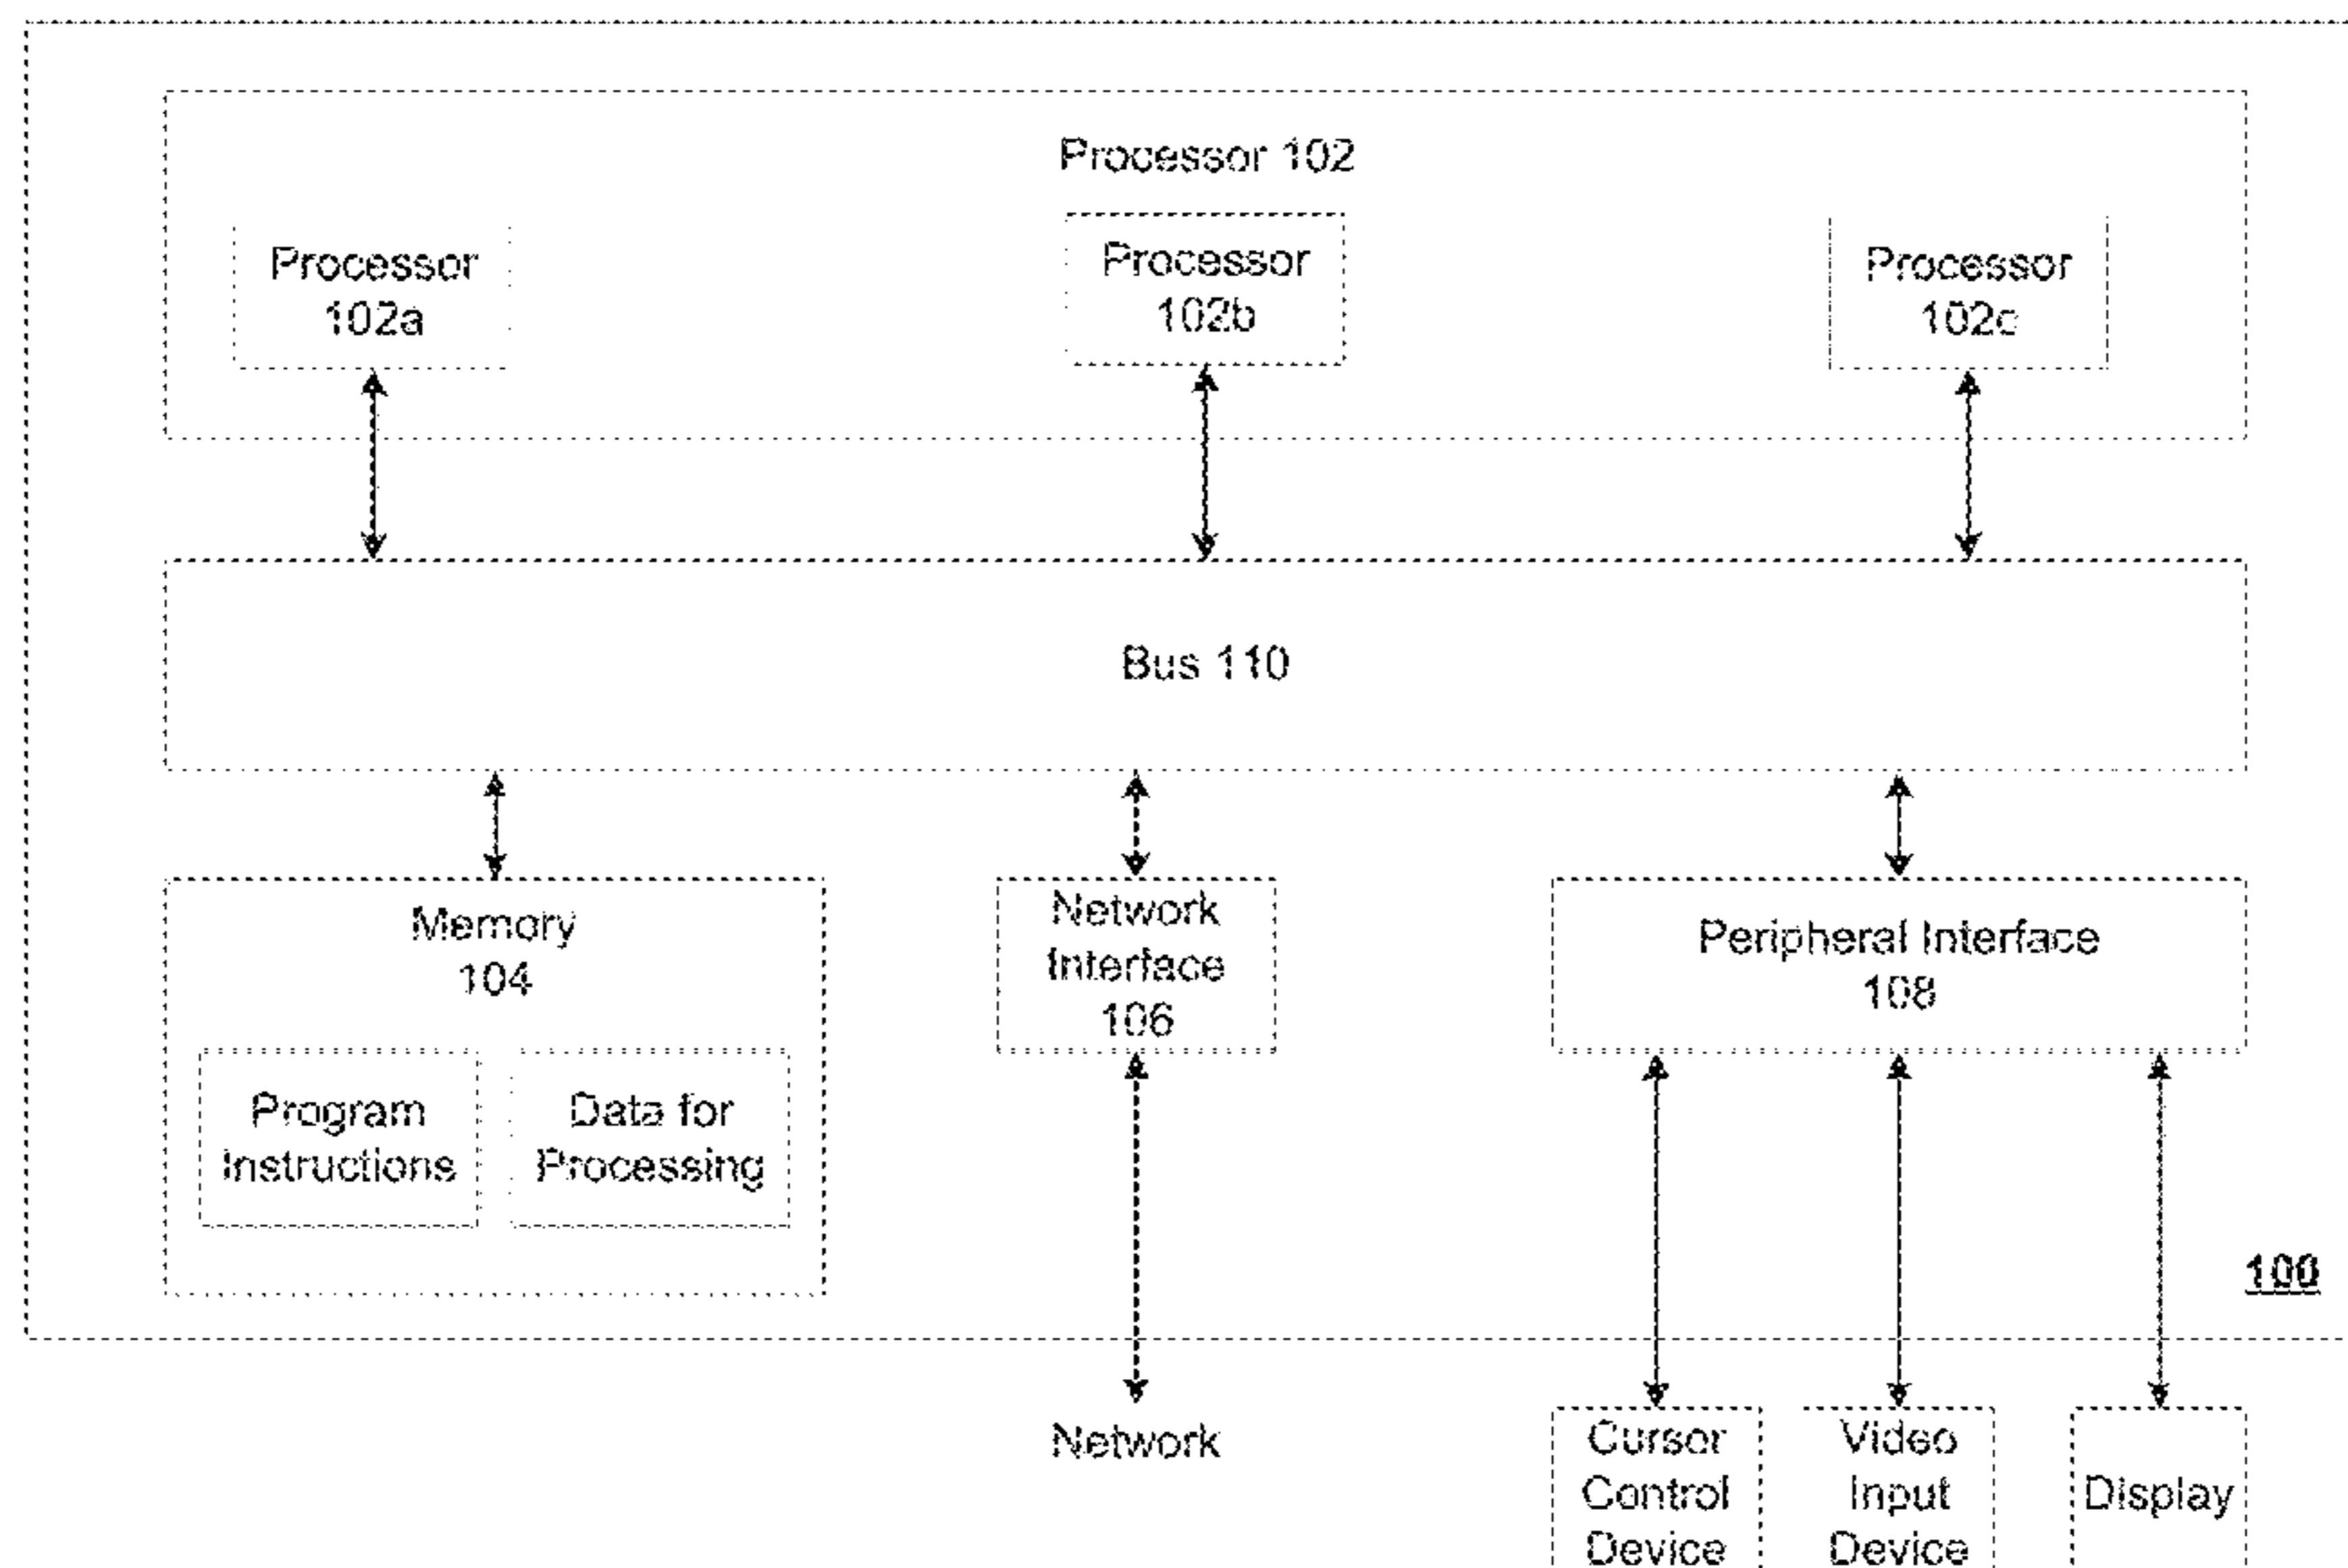 Processor 102
Processor
102a
Processor
102b
Processor
102c
Bus 110
Memory
104
Program
Instructions
Data for
Processing
Network
Interface
106
Peripheral Interface
108
100
Network
Cursor
Control
Device
Video
Input
Device
Display